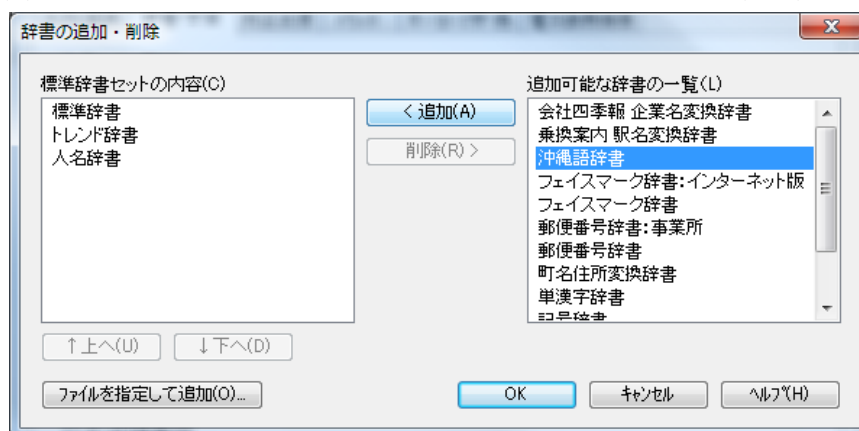 辞書の追加・削除
標準辞書セットの内容(C)
標準辞書
トレンド辞書
人名辞書
< 追加(A)
削除(R) >
追加可能な辞書の一覧(L)
会社四季報 企業名変換辞書
乗換案内 駅名変換辞書
沖縄語辞書
フェイスマーク辞書:インターネット版
フェイスマーク辞書
郵便番号辞書:事業所
郵便番号辞書
町名住所変換辞書
単漢字辞書
記号辞書
↑上へ(U)
↓下へ(D)
ファイルを指定して追加(O)...
OK
キャンセル
ヘルプ(H)